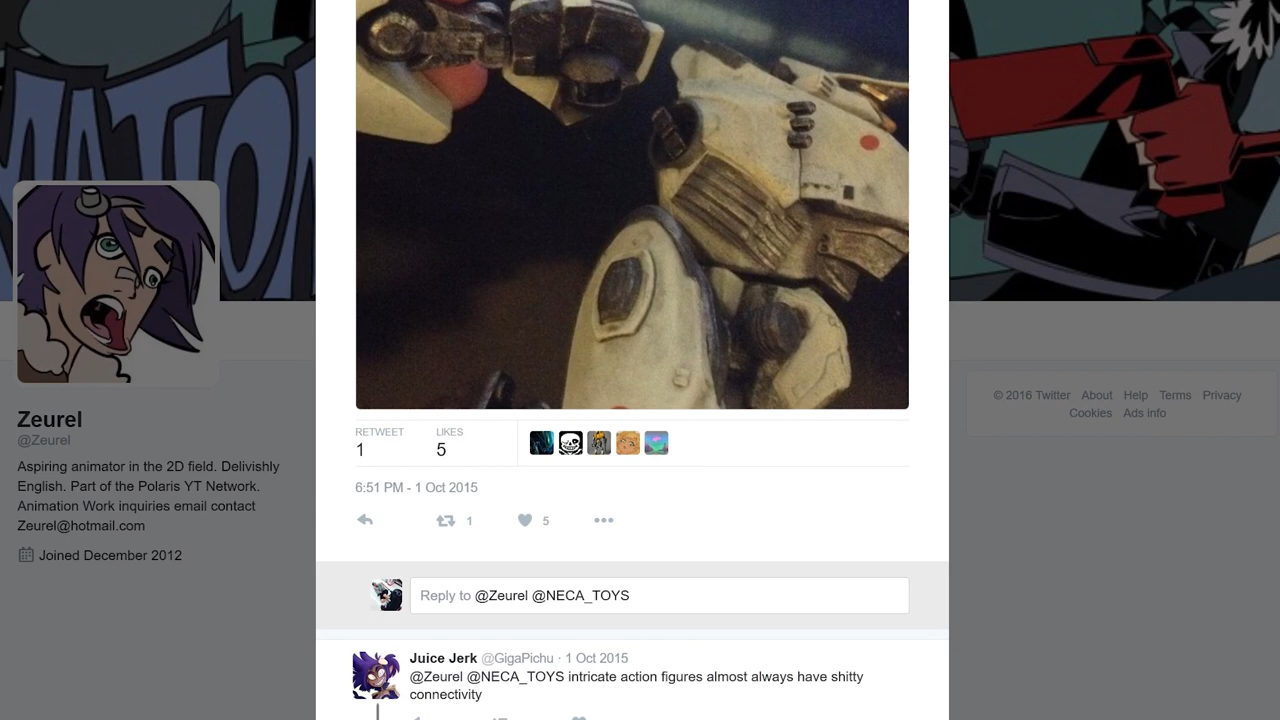 MATION
Zeurel
@Zeurel
Aspiring animator in the 2D field. Delivishly
English. Part of the Polaris YT Network.
Animation Work inquiries email contact
Zeurel@hotmail.com
Joined December 2012
RETWEET
1
LIKES
5
6:51 PM - 1 Oct 2015
1
5
Reply to @Zeurel @NECA_TOYS
Juice Jerk @GigaPichu · 1 Oct 2015
@Zeurel @NECA_TOYS intricate action figures almost always have shitty
connectivity
© 2016 Twitter About Help Terms Privacy
Cookies Ads info